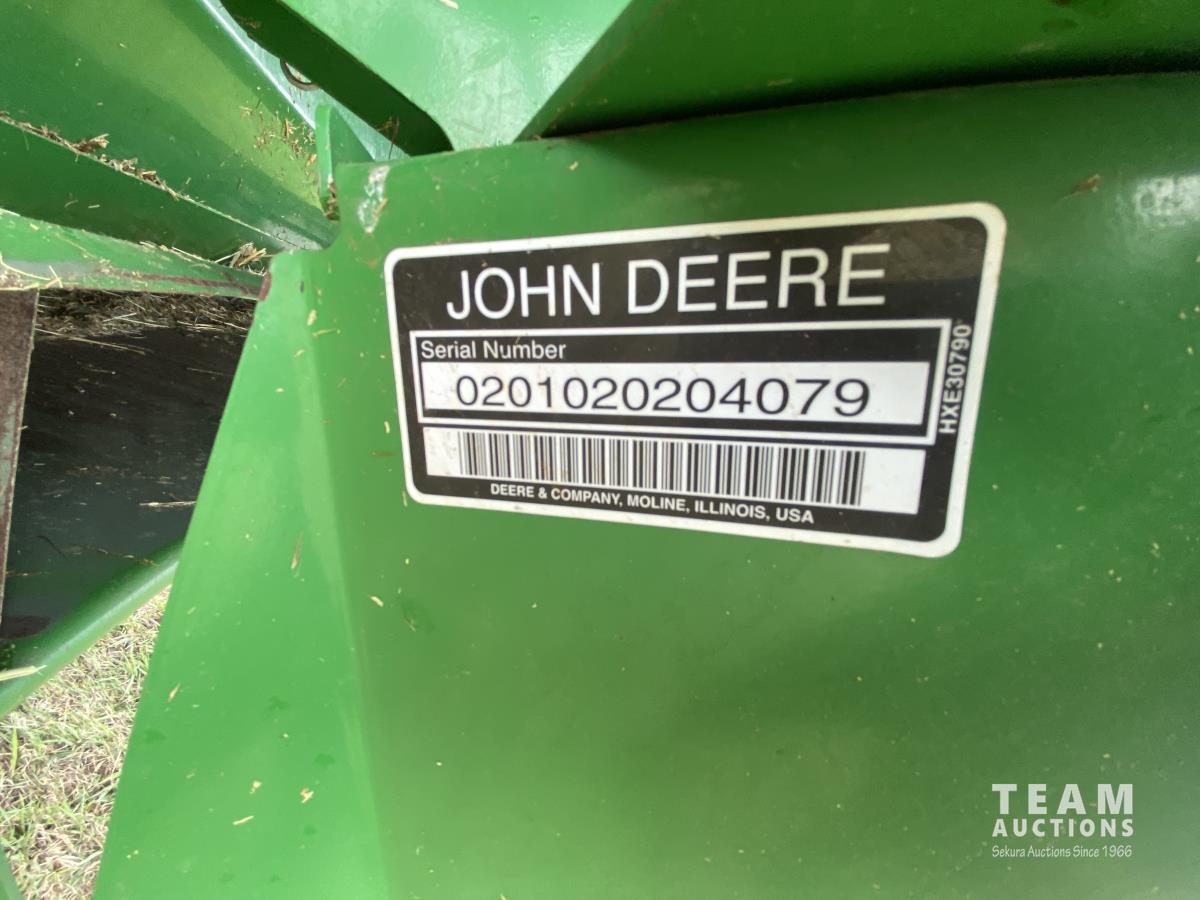 JOHN DEERE
Serial Number
0201020204079
HXE30790
DEERE & COMPANY, MOLINE, ILLINOIS, USA
TEAM
AUCTIONS
Sekura Auctions Since 1966